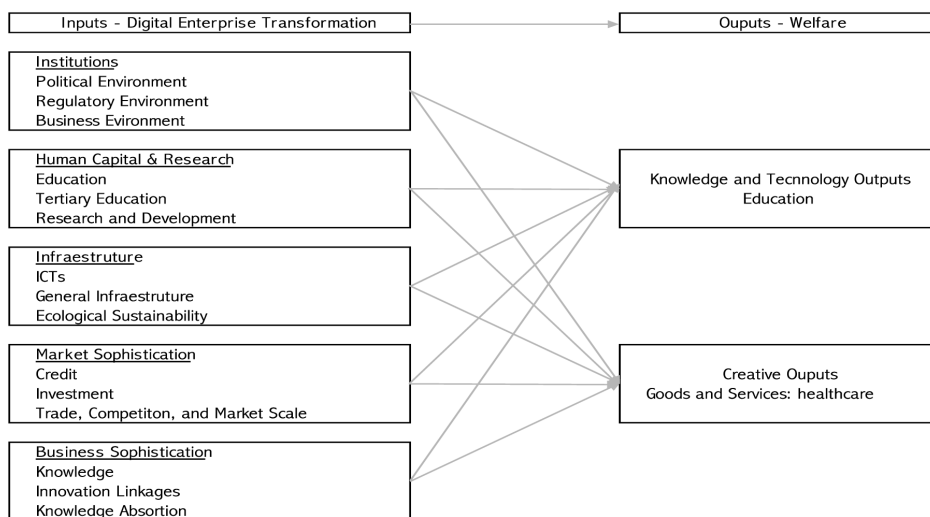 Inputs - Digital Enterprise Transformation
Ouputs - Welfare
Institutions
Political Environment
Regulatory Environment
Business Evironment
Human Capital & Research
Education
Tertiary Education
Research and Development
Knowledge and Tecnnology Outputs
Education
Infraestruture
ICTs
General Infraestruture
Ecological Sustainability
Market Sophistication
Credit
Investment
Trade, Competiton, and Market Scale
Creative Ouputs
Goods and Services: healthcare
Business Sophistication
Knowledge
Innovation Linkages
Knowledge Absortion